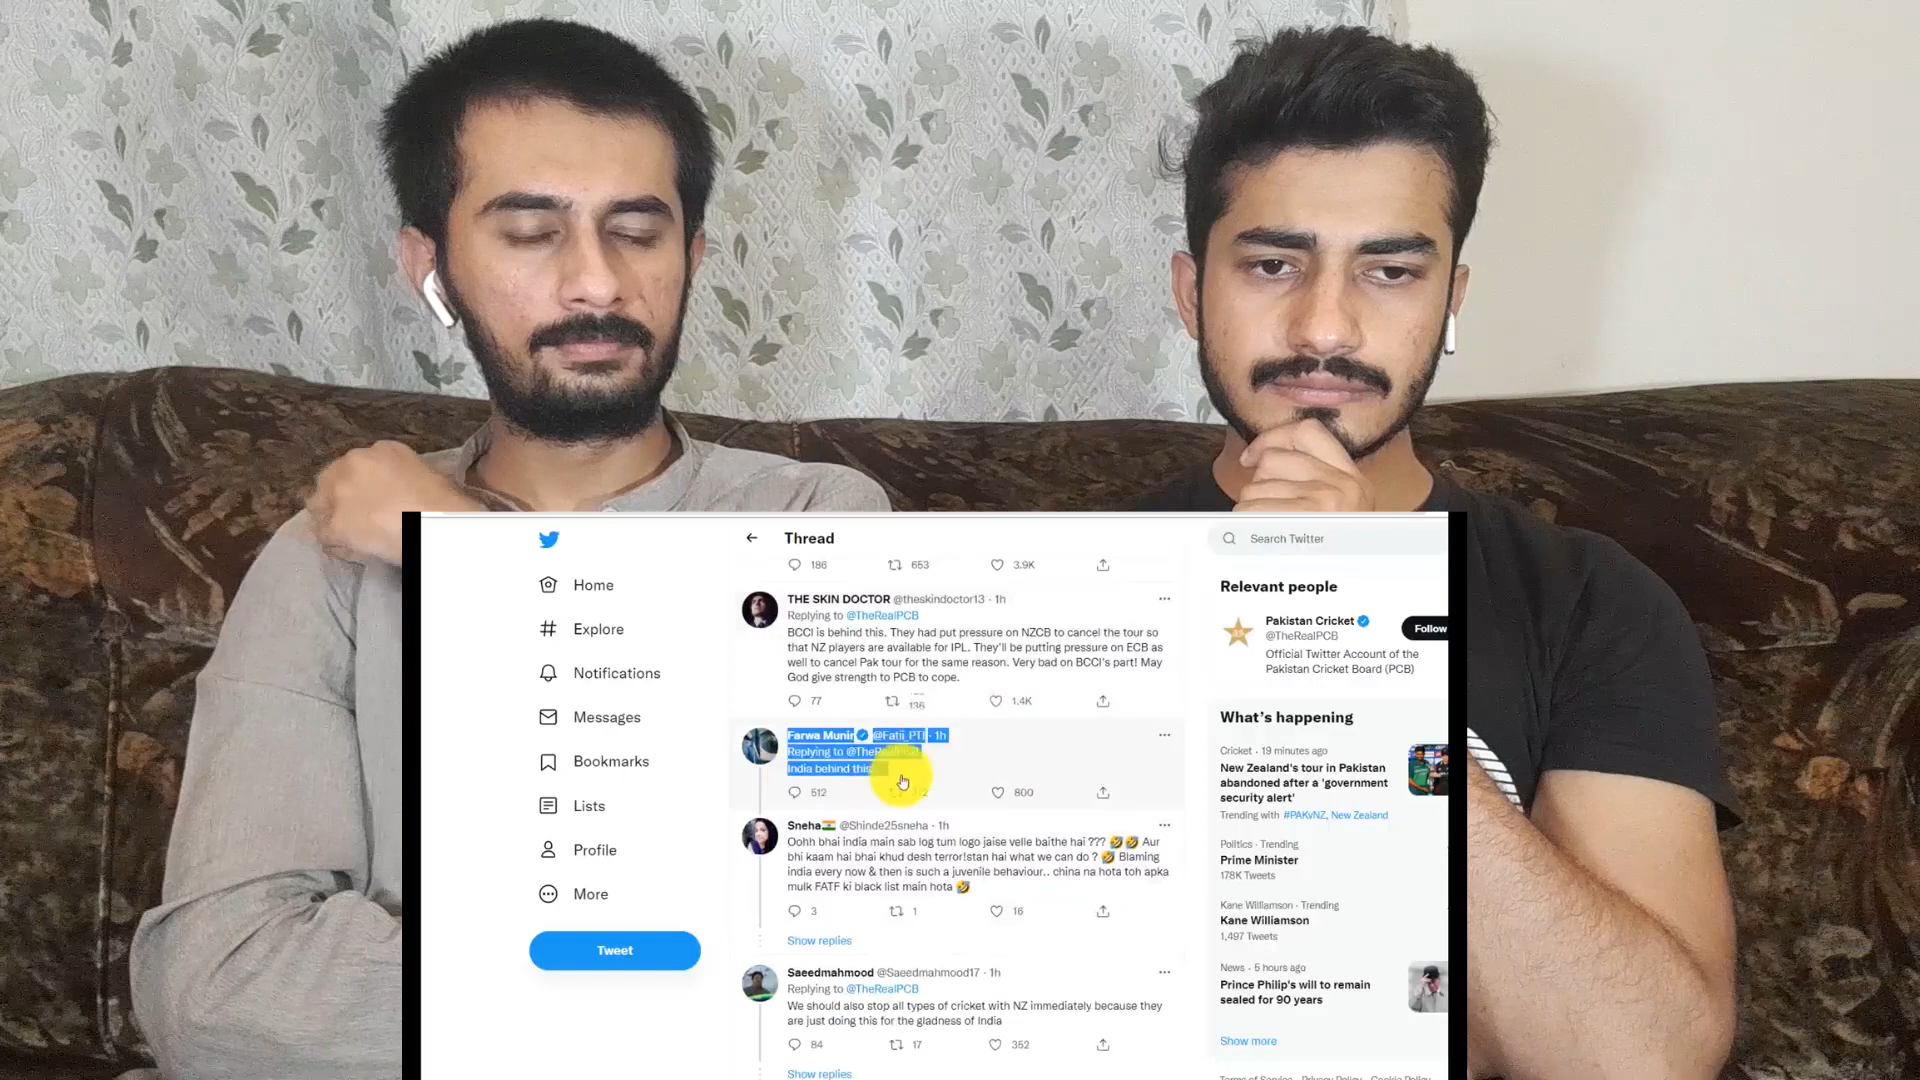 Thread
Search Twitter
186 653 3.9K
Home
Explore
Notifications
Messages
Bookmarks
Lists
Profile
More
Tweet
THE SKIN DOCTOR @theskindoctor13 · 1h
Replying to @TheRealPCB
BCCI is behind this. They had put pressure on NZCB to cancel the tour so
that NZ players are available for IPL. They'll be putting pressure on ECB as
well to cancel Pak tour for the same reason. Very bad on BCCI's part! May
God give strength to PCB to cope.
77 136 1.4K
Farwa Munir @Fatii_PTI · 1h
Replying to
India behind this
512 800
Sneha🇮🇳 @Shinde25sneha · 1h
Oohh bhai india main sab log tum logo jaise velle baithe hai ??? 🤣🤣 Aur
bhi kaam hai bhai khud desh terror!stan hai what we can do ? 🤣 Blaming
india every now & then is such a juvenile behaviour.. china na hota toh apka
mulk FATF ki black list main hota 🤣
3 1 16
Show replies
Saeedmahmood @Saeedmahmood17 · 1h
Replying to @TheRealPCB
We should also stop all types of cricket with NZ immediately because they
are just doing this for the gladness of India
84 17 352
Show replies
Relevant people
Pakistan Cricket
@TheRealPCB
Follow
Official Twitter Account of the
Pakistan Cricket Board (PCB)
What's happening
Cricket · 19 minutes ago
New Zealand's tour in Pakistan
abandoned after a 'government
security alert'
Trending with #PAKvNZ, New Zealand
Politics · Trending
Prime Minister
178K Tweets
Kane Williamson · Trending
Kane Williamson
1,497 Tweets
News · 5 hours ago
Prince Philip's will to remain
sealed for 90 years
Show more
Terms of Service Privacy Policy Cookie Policy